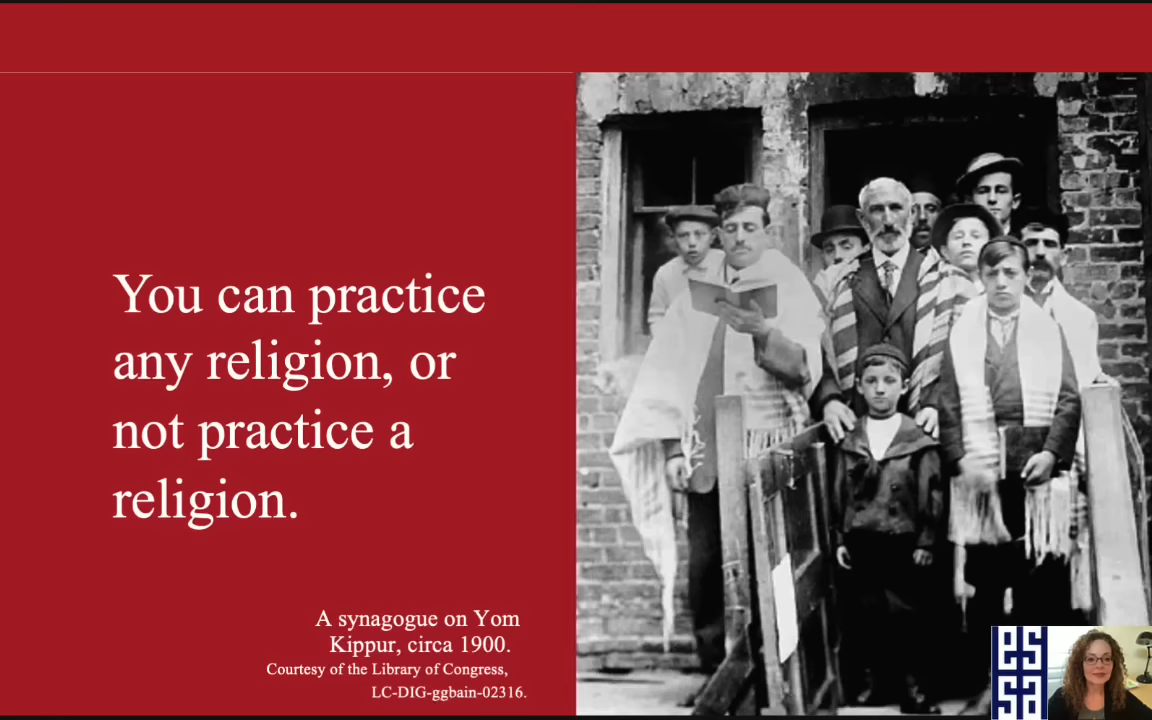 You can practice
any religion, or
not practice a
religion.
A synagogue on Yom
Kippur, circa 1900.
Courtesy of the Library of Congress,
LC-DIG-ggbain-02316.